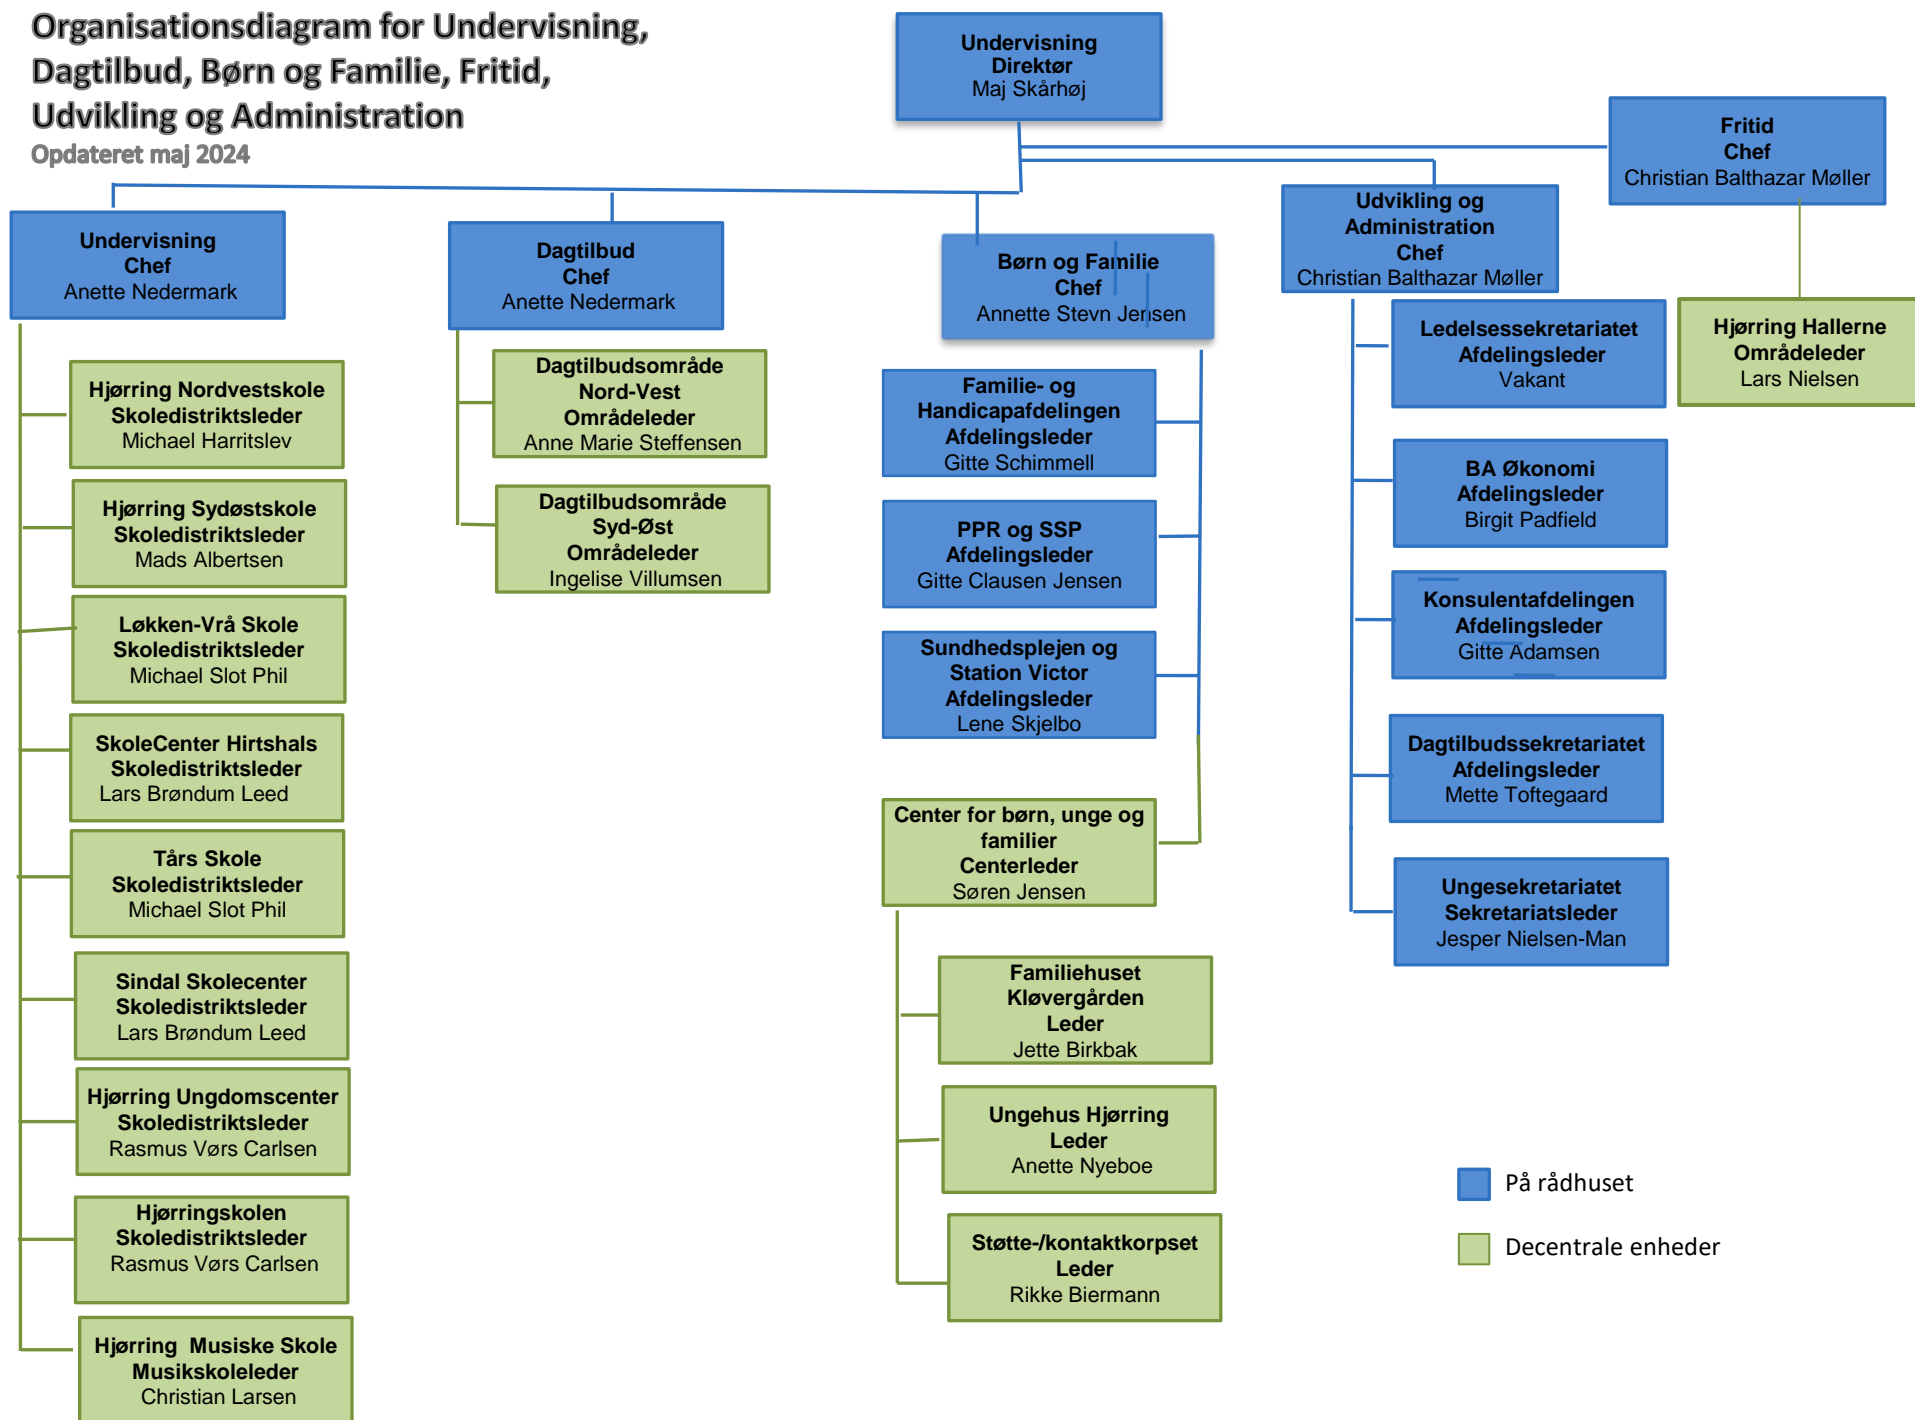 Organisationsdiagram for Undervisning,
Dagtilbud, Børn og Familie, Fritid,
Udvikling og Administration
Opdateret maj 2024
Undervisning
Direktør
Maj Skårhøj
Fritid
Chef
Christian Balthazar Møller
Undervisning
Chef
Anette Nedermark
Dagtilbud
Chef
Anette Nedermark
Børn og Familie
Chef
Annette Stevn Jensen
Udvikling og
Administration
Chef
Christian Balthazar Møller
Hjørring Nordvestskole
Skoledistriktsleder
Michael Harritslev
Hjørring Sydøstskole
Skoledistriktsleder
Mads Albertsen
Løkken-Vrå Skole
Skoledistriktsleder
Michael Slot Phil
SkoleCenter Hirtshals
Skoledistriktsleder
Lars Brøndum Leed
Tårs Skole
Skoledistriktsleder
Michael Slot Phil
Sindal Skolecenter
Skoledistriktsleder
Lars Brøndum Leed
Hjørring Ungdomscenter
Skoledistriktsleder
Rasmus Vørs Carlsen
Hjørringskolen
Skoledistriktsleder
Rasmus Vørs Carlsen
Hjørring  Musiske Skole
Musikskoleleder
Christian Larsen
Dagtilbudsområde
Nord-Vest
Områdeleder
Anne Marie Steffensen
Dagtilbudsområde
Syd-Øst
Områdeleder
Ingelise Villumsen
Familie- og
Handicapafdelingen
Afdelingsleder
Gitte Schimmell
PPR og SSP
Afdelingsleder
Gitte Clausen Jensen
Sundhedsplejen og
Station Victor
Afdelingsleder
Lene Skjelbo
Center for børn, unge og
familier
Centerleder
Søren Jensen
Familiehuset
Kløvergården
Leder
Jette Birkbak
Ungehus Hjørring
Leder
Anette Nyeboe
Støtte-/kontaktkorpset
Leder
Rikke Biermann
Ledelsessekretariatet
Afdelingsleder
Vakant
BA Økonomi
Afdelingsleder
Birgit Padfield
Konsulentafdelingen
Afdelingsleder
Gitte Adamsen
Dagtilbudssekretariatet
Afdelingsleder
Mette Toftegaard
Ungesekretariatet
Sekretariatsleder
Jesper Nielsen-Man
Hjørring Hallerne
Områdeleder
Lars Nielsen
På rådhuset
Decentrale enheder